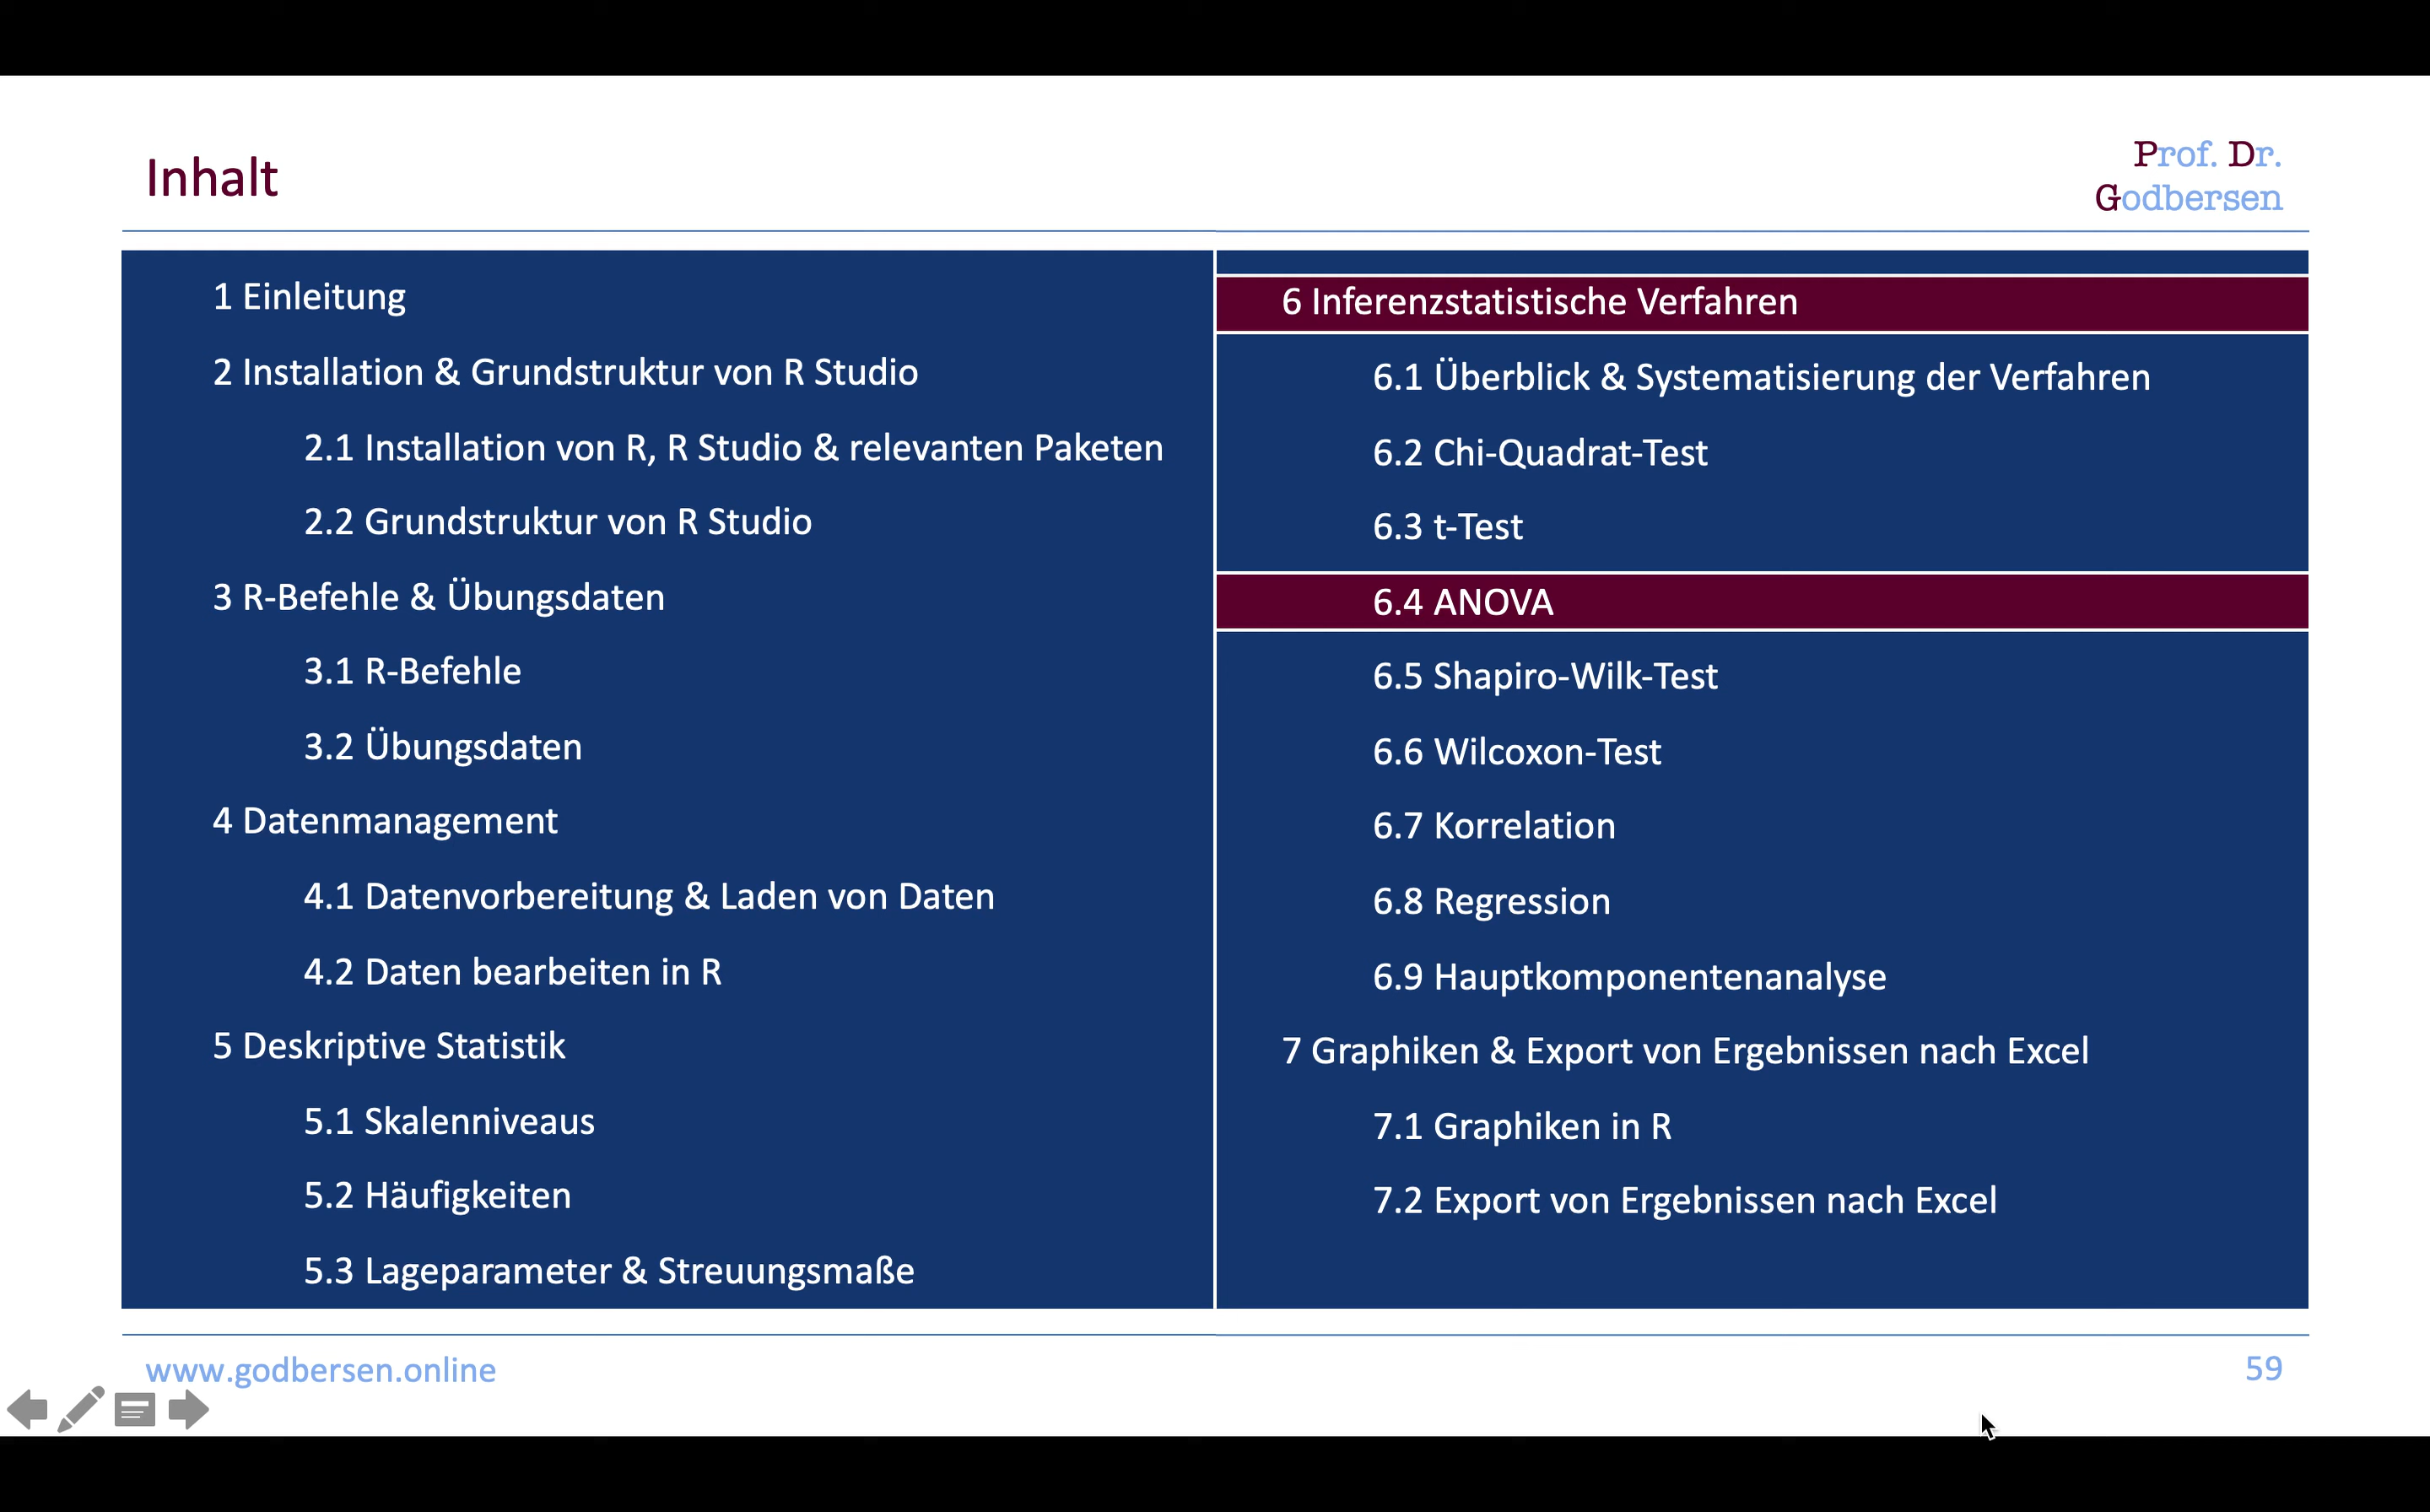 Inhalt
Prof. Dr.
Godbersen
1 Einleitung
2 Installation & Grundstruktur von R Studio
2.1 Installation von R, R Studio & relevanten Paketen
2.2 Grundstruktur von R Studio
3 R-Befehle & Übungsdaten
3.1 R-Befehle
3.2 Übungsdaten
4 Datenmanagement
4.1 Datenvorbereitung & Laden von Daten
4.2 Daten bearbeiten in R
5 Deskriptive Statistik
5.1 Skalenniveaus
5.2 Häufigkeiten
5.3 Lageparameter & Streuungsmaße
6 Inferenzstatistische Verfahren
6.1 Überblick & Systematisierung der Verfahren
6.2 Chi-Quadrat-Test
6.3 t-Test
6.4 ANOVA
6.5 Shapiro-Wilk-Test
6.6 Wilcoxon-Test
6.7 Korrelation
6.8 Regression
6.9 Hauptkomponentenanalyse
7 Graphiken & Export von Ergebnissen nach Excel
7.1 Graphiken in R
7.2 Export von Ergebnissen nach Excel
www.godbersen.online
59